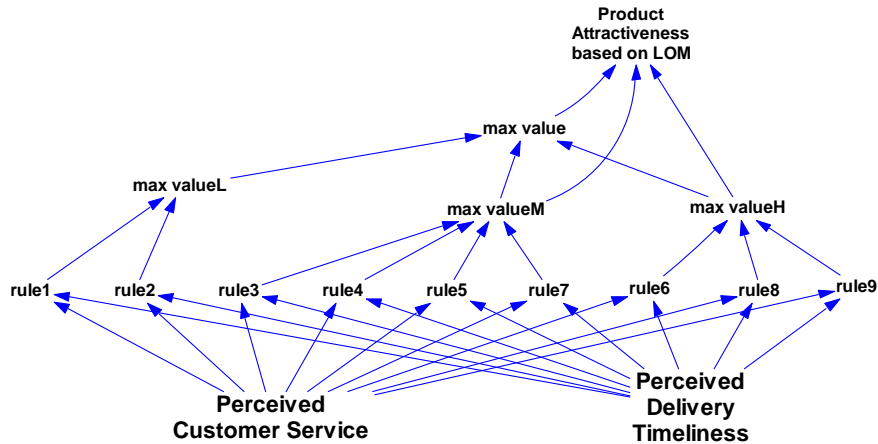 Product
Attractiveness
based on LOM
max value
max valueL
max valueM
max valueH
rule1
rule2
rule3
rule4
rule5
rule7
rule6
rule8
rule9
Perceived
Customer Service
Perceived
Delivery
Timeliness